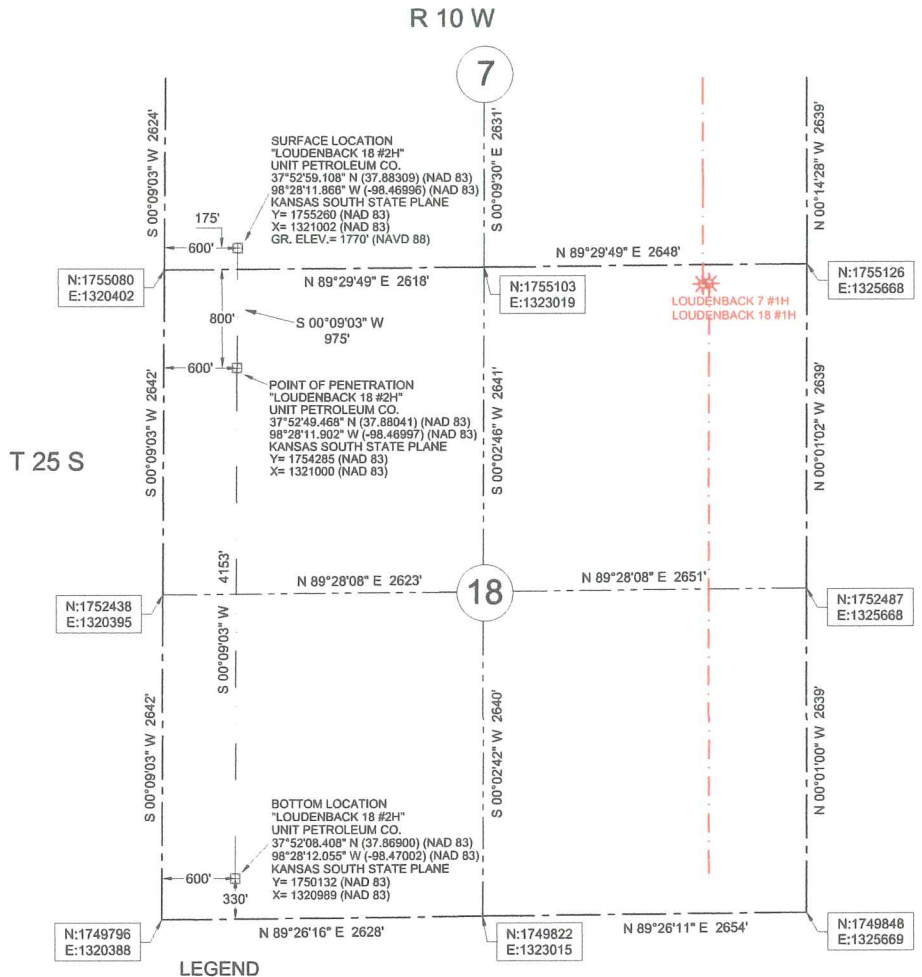 R 10 W
7
S 00°09'03" W 2624'
S 00°09'30" E 2631'
N 00°14'28" W 2639'
SURFACE LOCATION
"LOUDENBACK 18 #2H"
UNIT PETROLEUM CO.
37°52'59.108" N (37.88309) (NAD 83)
98°28'11.866" W (-98.46996) (NAD 83)
KANSAS SOUTH STATE PLANE
Y= 1755260 (NAD 83)
X= 1321002 (NAD 83)
GR. ELEV.= 1770' (NAVD 88)
175'
600'
N:1755080
E:1320402
N 89°29'49" E 2618'
N:1755103
E:1323019
N 89°29'49" E 2648'
N:1755126
E:1325668
LOUDENBACK 7 #1H
LOUDENBACK 18 #1H
800'
S 00°09'03" W
975'
600'
POINT OF PENETRATION
"LOUDENBACK 18 #2H"
UNIT PETROLEUM CO.
37°52'49.468" N (37.88041) (NAD 83)
98°28'11.902" W (-98.46997) (NAD 83)
KANSAS SOUTH STATE PLANE
Y= 1754285 (NAD 83)
X= 1321000 (NAD 83)
S 00°09'03" W 2642'
S 00°02'46" W 2641'
N 00°01'02" W 2639'
T 25 S
N:1752438
E:1320395
S 00°09'03" W 4153'
N 89°28'08" E 2623'
18
N 89°28'08" E 2651'
N:1752487
E:1325668
S 00°09'03" W 2642'
S 00°02'42" W 2640'
N 00°01'00" W 2639'
BOTTOM LOCATION
"LOUDENBACK 18 #2H"
UNIT PETROLEUM CO.
37°52'08.408" N (37.86900) (NAD 83)
98°28'12.055" W (-98.47002) (NAD 83)
KANSAS SOUTH STATE PLANE
Y= 1750132 (NAD 83)
X= 1320989 (NAD 83)
600'
330'
N:1749796
E:1320388
N 89°26'16" E 2628'
N:1749822
E:1323015
N 89°26'11" E 2654'
N:1749848
E:1325669
LEGEND